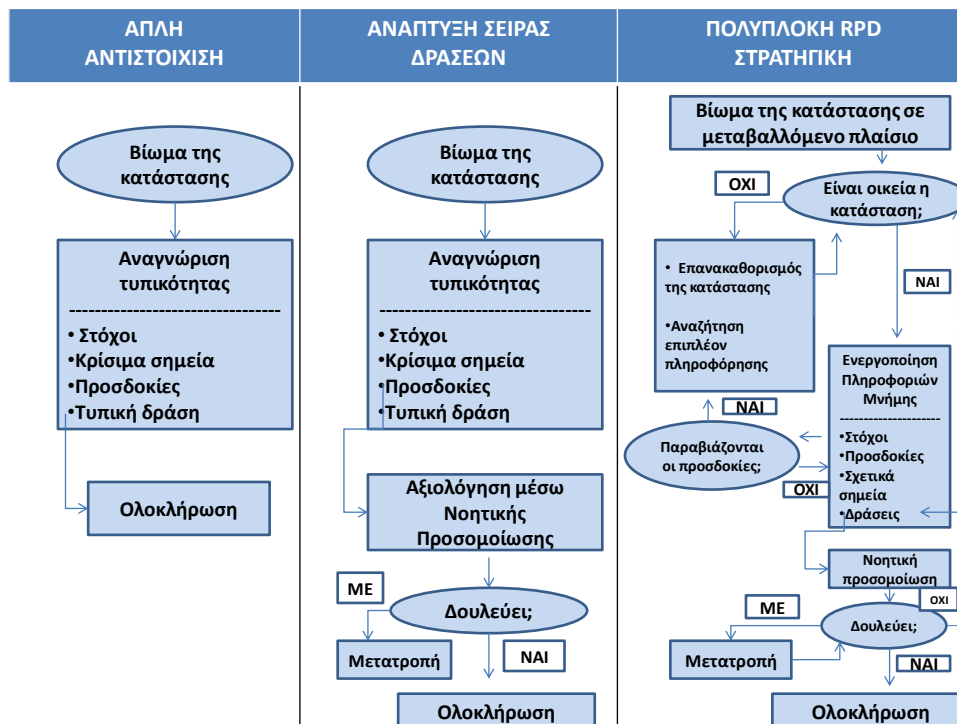 ΑΠΛΗ
ΑΝΤΙΣΤΟΙΧΙΣΗ
ΑΝΑΠΤΥΞΗ ΣΕΙΡΑΣ
ΔΡΑΣΕΩΝ
ΠΟΛΥΠΛΟΚΗ RPD
ΣΤΡΑΤΗΓΙΚΗ
Βίωμα της
κατάστασης
Αναγνώριση
τυπικότητας
--------------------------------
• Στόχοι
•Κρίσιμα σημεία
•Προσδοκίες
•Τυπική δράση
Ολοκλήρωση
Βίωμα της
κατάστασης
Αναγνώριση
τυπικότητας
--------------------------------
• Στόχοι
•Κρίσιμα σημεία
•Προσδοκίες
•Τυπική δράση
Αξιολόγηση μέσω
Νοητικής
Προσομοίωσης
ΜΕ
Δουλεύει;
Μετατροπή
ΝΑΙ
Ολοκλήρωση
Βίωμα της κατάστασης σε
μεταβαλλόμενο πλαίσιο
ΟΧΙ
Είναι οικεία η
κατάσταση;
• Επανακαθορισμός
της κατάστασης
•Αναζήτηση
επιπλέον
πληροφόρησης
ΝΑΙ
Ενεργοποίηση
Πληροφοριών
Μνήμης
--------------------
•Στόχοι
•Προσδοκίες
•Σχετικά
σημεία
•Δράσεις
ΝΑΙ
Παραβιάζονται
οι προσδοκίες;
ΟΧΙ
Νοητική
προσομοίωση
ΟΧΙ
ΜΕ
Δουλεύει;
Μετατροπή
ΝΑΙ
Ολοκλήρωση